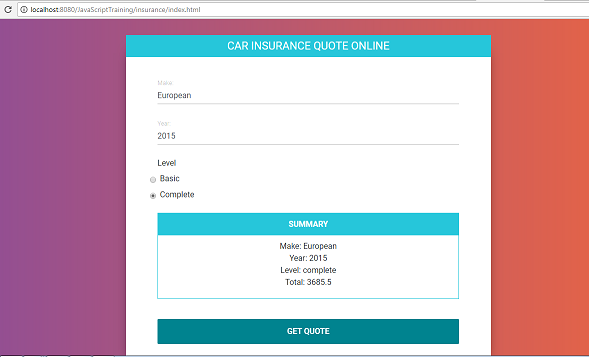 localhost:8080/JavaScriptTraining/insurance/index.html
CAR INSURANCE QUOTE ONLINE
Make:
European
Year
2015
Level
Basic
Complete
SUMMARY
Make: European
Year: 2015
Level: complete
Total: 3685.5
GET QUOTE